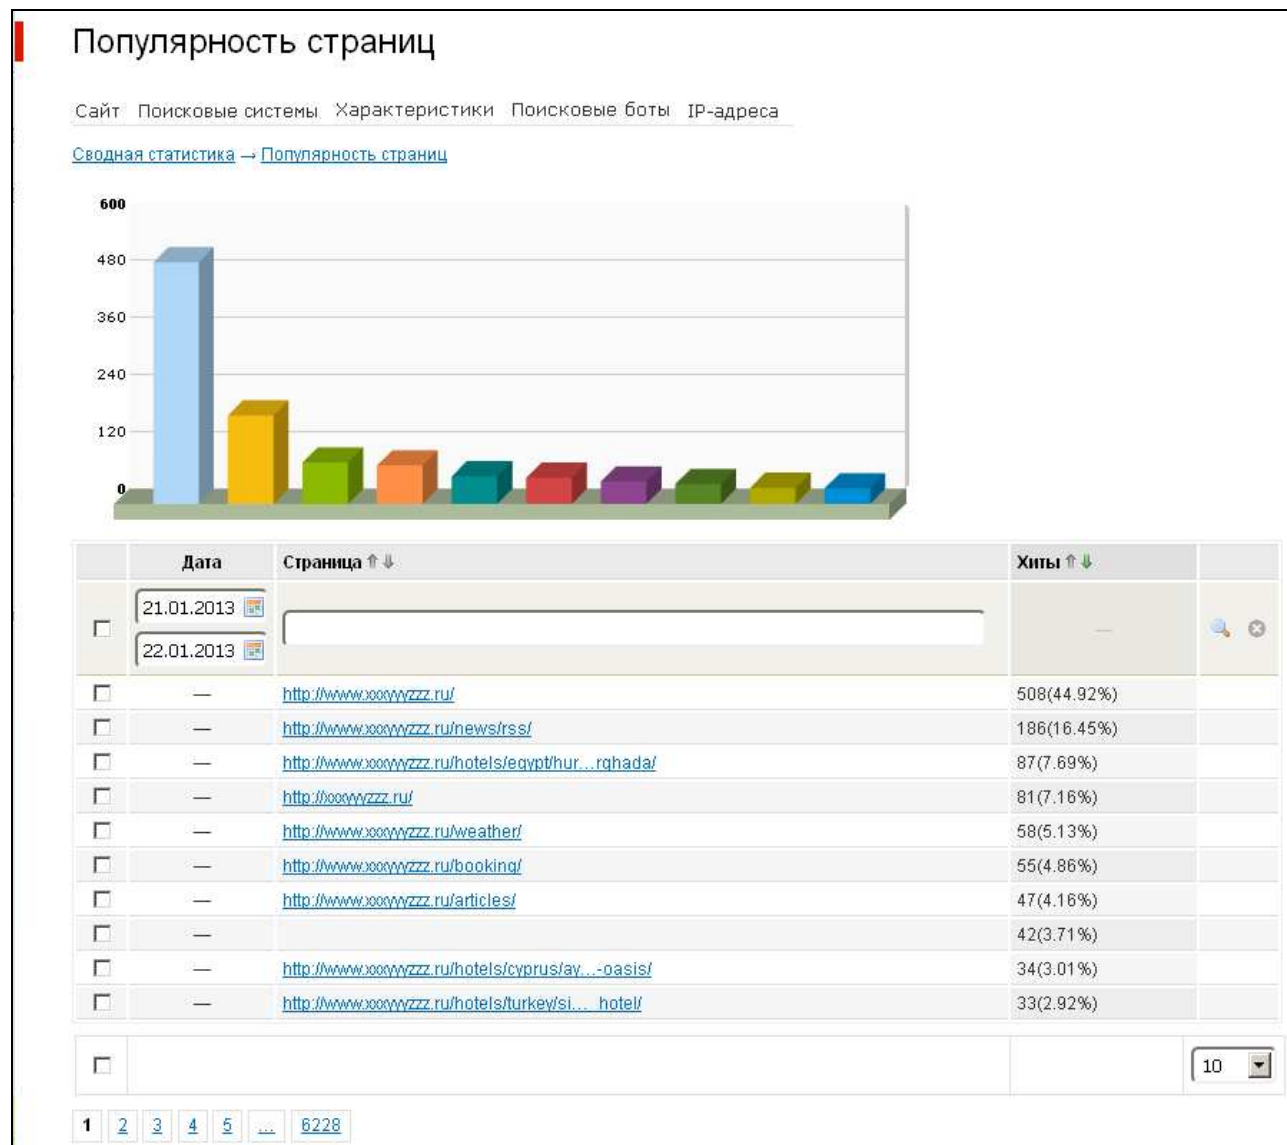 Популярность страниц
Сайт Поисковые системы Характеристики Поисковые боты IP-адреса
Сводная статистика → Популярность страниц
600
480
360
240
120
0
Дата Страница ⇑ ⇓ Хиты ⇑ ⇓
21.01.2013
22.01.2013
—
— http://www.xxxyyyzzz.ru/ 508(44.92%)
— http://www.xxxyyyzzz.ru/news/rss/ 186(16.45%)
— http://www.xxxyyyzzz.ru/hotels/egypt/hur...rghada/ 87(7.69%)
— http://xxxyyyzzz.ru/ 81(7.16%)
— http://www.xxxyyyzzz.ru/weather/ 58(5.13%)
— http://www.xxxyyyzzz.ru/booking/ 55(4.86%)
— http://www.xxxyyyzzz.ru/articles/ 47(4.16%)
— 42(3.71%)
— http://www.xxxyyyzzz.ru/hotels/cyprus/ay...-oasis/ 34(3.01%)
— http://www.xxxyyyzzz.ru/hotels/turkey/si..._hotel/ 33(2.92%)
10
1 2 3 4 5 ... 6228